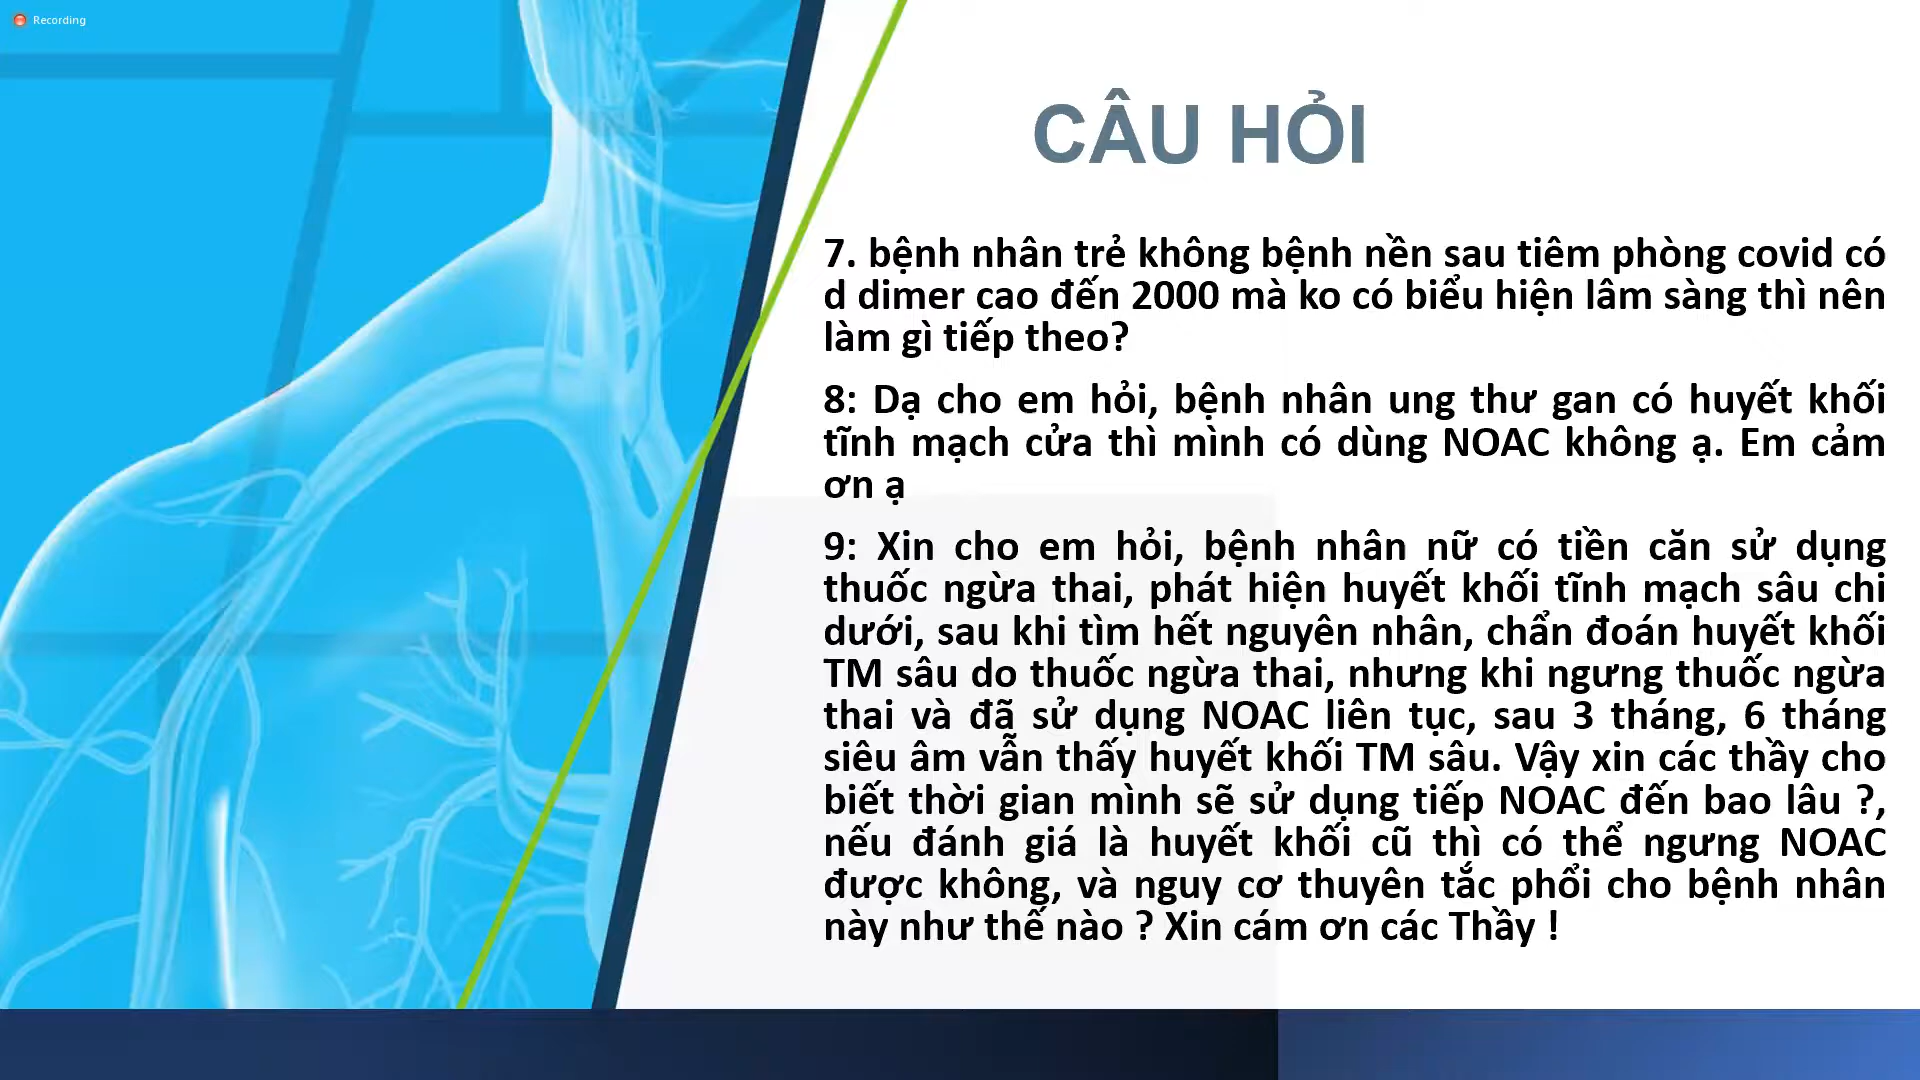 Recording
CÂU HỎI
7. bệnh nhân trẻ không bệnh nền sau tiêm phòng covid có
d dimer cao đến 2000 mà ko có biểu hiện lâm sàng thì nên
làm gì tiếp theo?
8: Dạ cho em hỏi, bệnh nhân ung thư gan có huyết khối
tĩnh mạch cửa thì mình có dùng NOAC không ạ. Em cảm
ơn ạ
9: Xin cho em hỏi, bệnh nhân nữ có tiền căn sử dụng
thuốc ngừa thai, phát hiện huyết khối tĩnh mạch sâu chi
dưới, sau khi tìm hết nguyên nhân, chẩn đoán huyết khối
TM sâu do thuốc ngừa thai, nhưng khi ngưng thuốc ngừa
thai và đã sử dụng NOAC liên tục, sau 3 tháng, 6 tháng
siêu âm vẫn thấy huyết khối TM sâu. Vậy xin các thầy cho
biết thời gian mình sẽ sử dụng tiếp NOAC đến bao lâu ?,
nếu đánh giá là huyết khối cũ thì có thể ngưng NOAC
được không, và nguy cơ thuyên tắc phổi cho bệnh nhân
này như thế nào ? Xin cám ơn các Thầy !